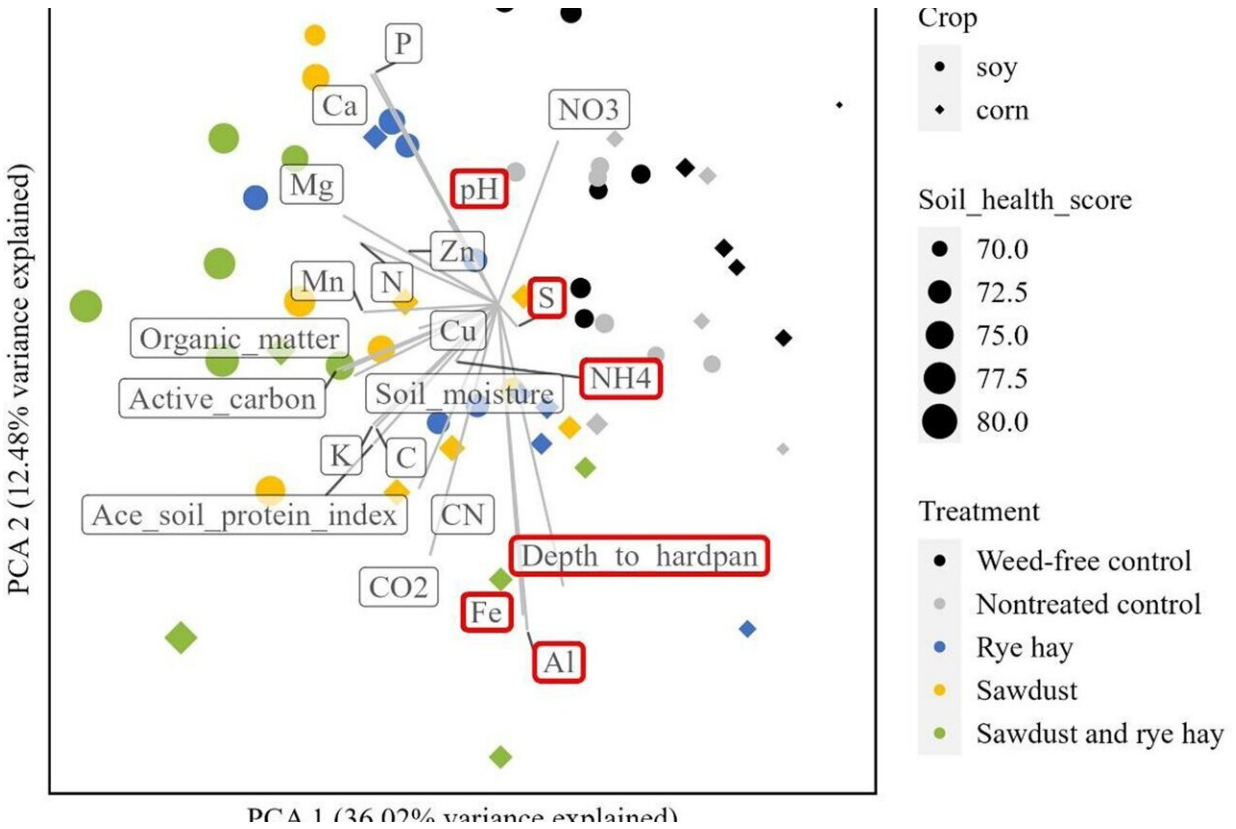 Crop
soy
corn
Soil_health_score
70.0
72.5
75.0
77.5
80.0
Treatment
Weed-free control
Nontreated control
Rye hay
Sawdust
Sawdust and rye hay
P
Ca
NO3
Mg
pH
Zn
N
Mn
S
Cu
Organic_matter
NH4
Soil_moisture
Active_carbon
K
C
Ace_soil_protein_index
CN
Depth_to_hardpan
CO2
Fe
Al
PCA 2 (12.48% variance explained)
PCA 1 (36.02% variance explained)